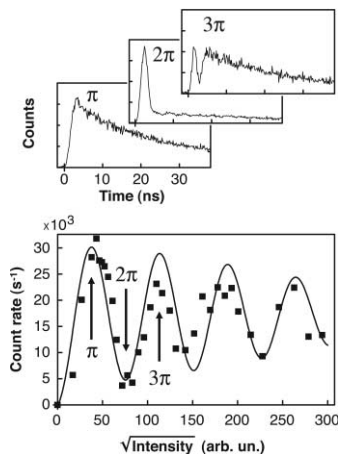 3π
2π
π
Counts
0 10 20 30
Time (ns)
×10³
30
25
20
15
10
5
0
Count rate (s⁻¹)
2π
π
3π
0 50 100 150 200 250 300
√Intensity (arb. un.)